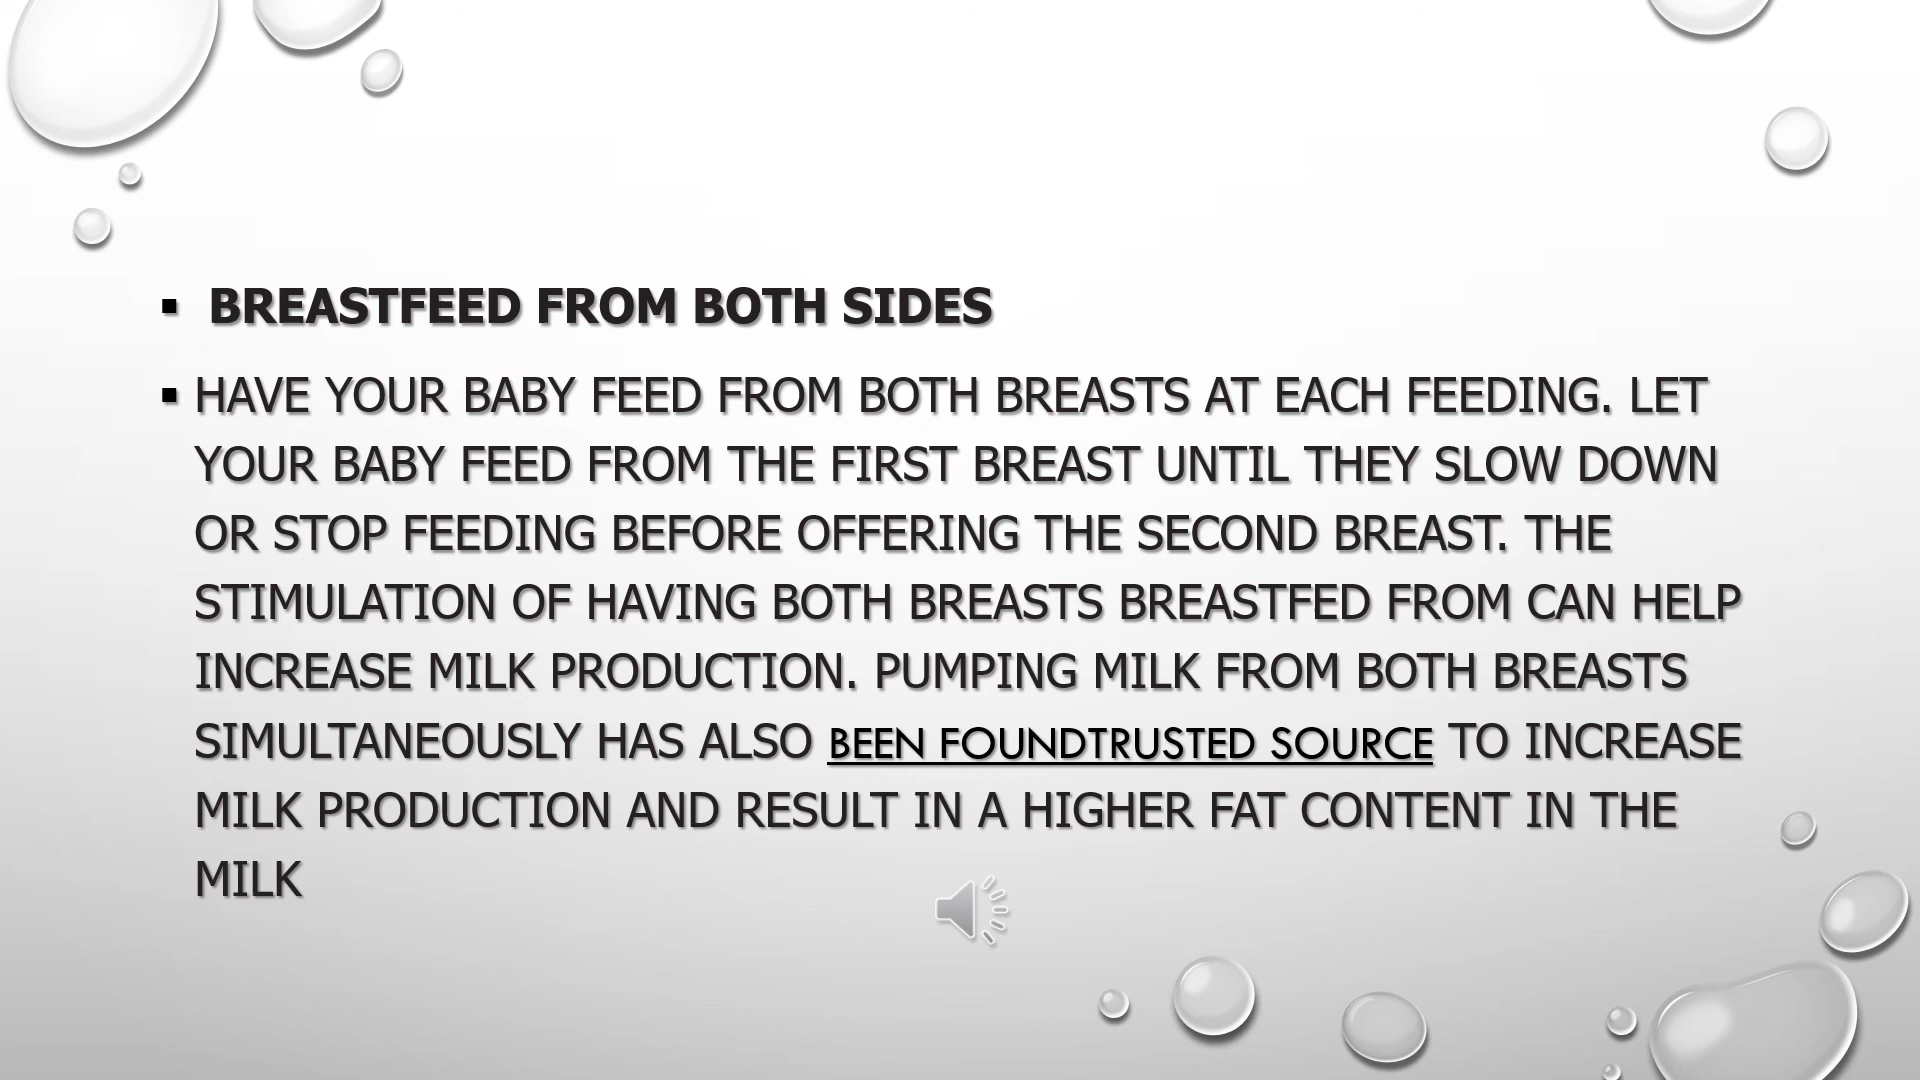 ▪ BREASTFEED FROM BOTH SIDES
▪ HAVE YOUR BABY FEED FROM BOTH BREASTS AT EACH FEEDING. LET
YOUR BABY FEED FROM THE FIRST BREAST UNTIL THEY SLOW DOWN
OR STOP FEEDING BEFORE OFFERING THE SECOND BREAST. THE
STIMULATION OF HAVING BOTH BREASTS BREASTFED FROM CAN HELP
INCREASE MILK PRODUCTION. PUMPING MILK FROM BOTH BREASTS
SIMULTANEOUSLY HAS ALSO BEEN FOUNDTRUSTED SOURCE TO INCREASE
MILK PRODUCTION AND RESULT IN A HIGHER FAT CONTENT IN THE
MILK